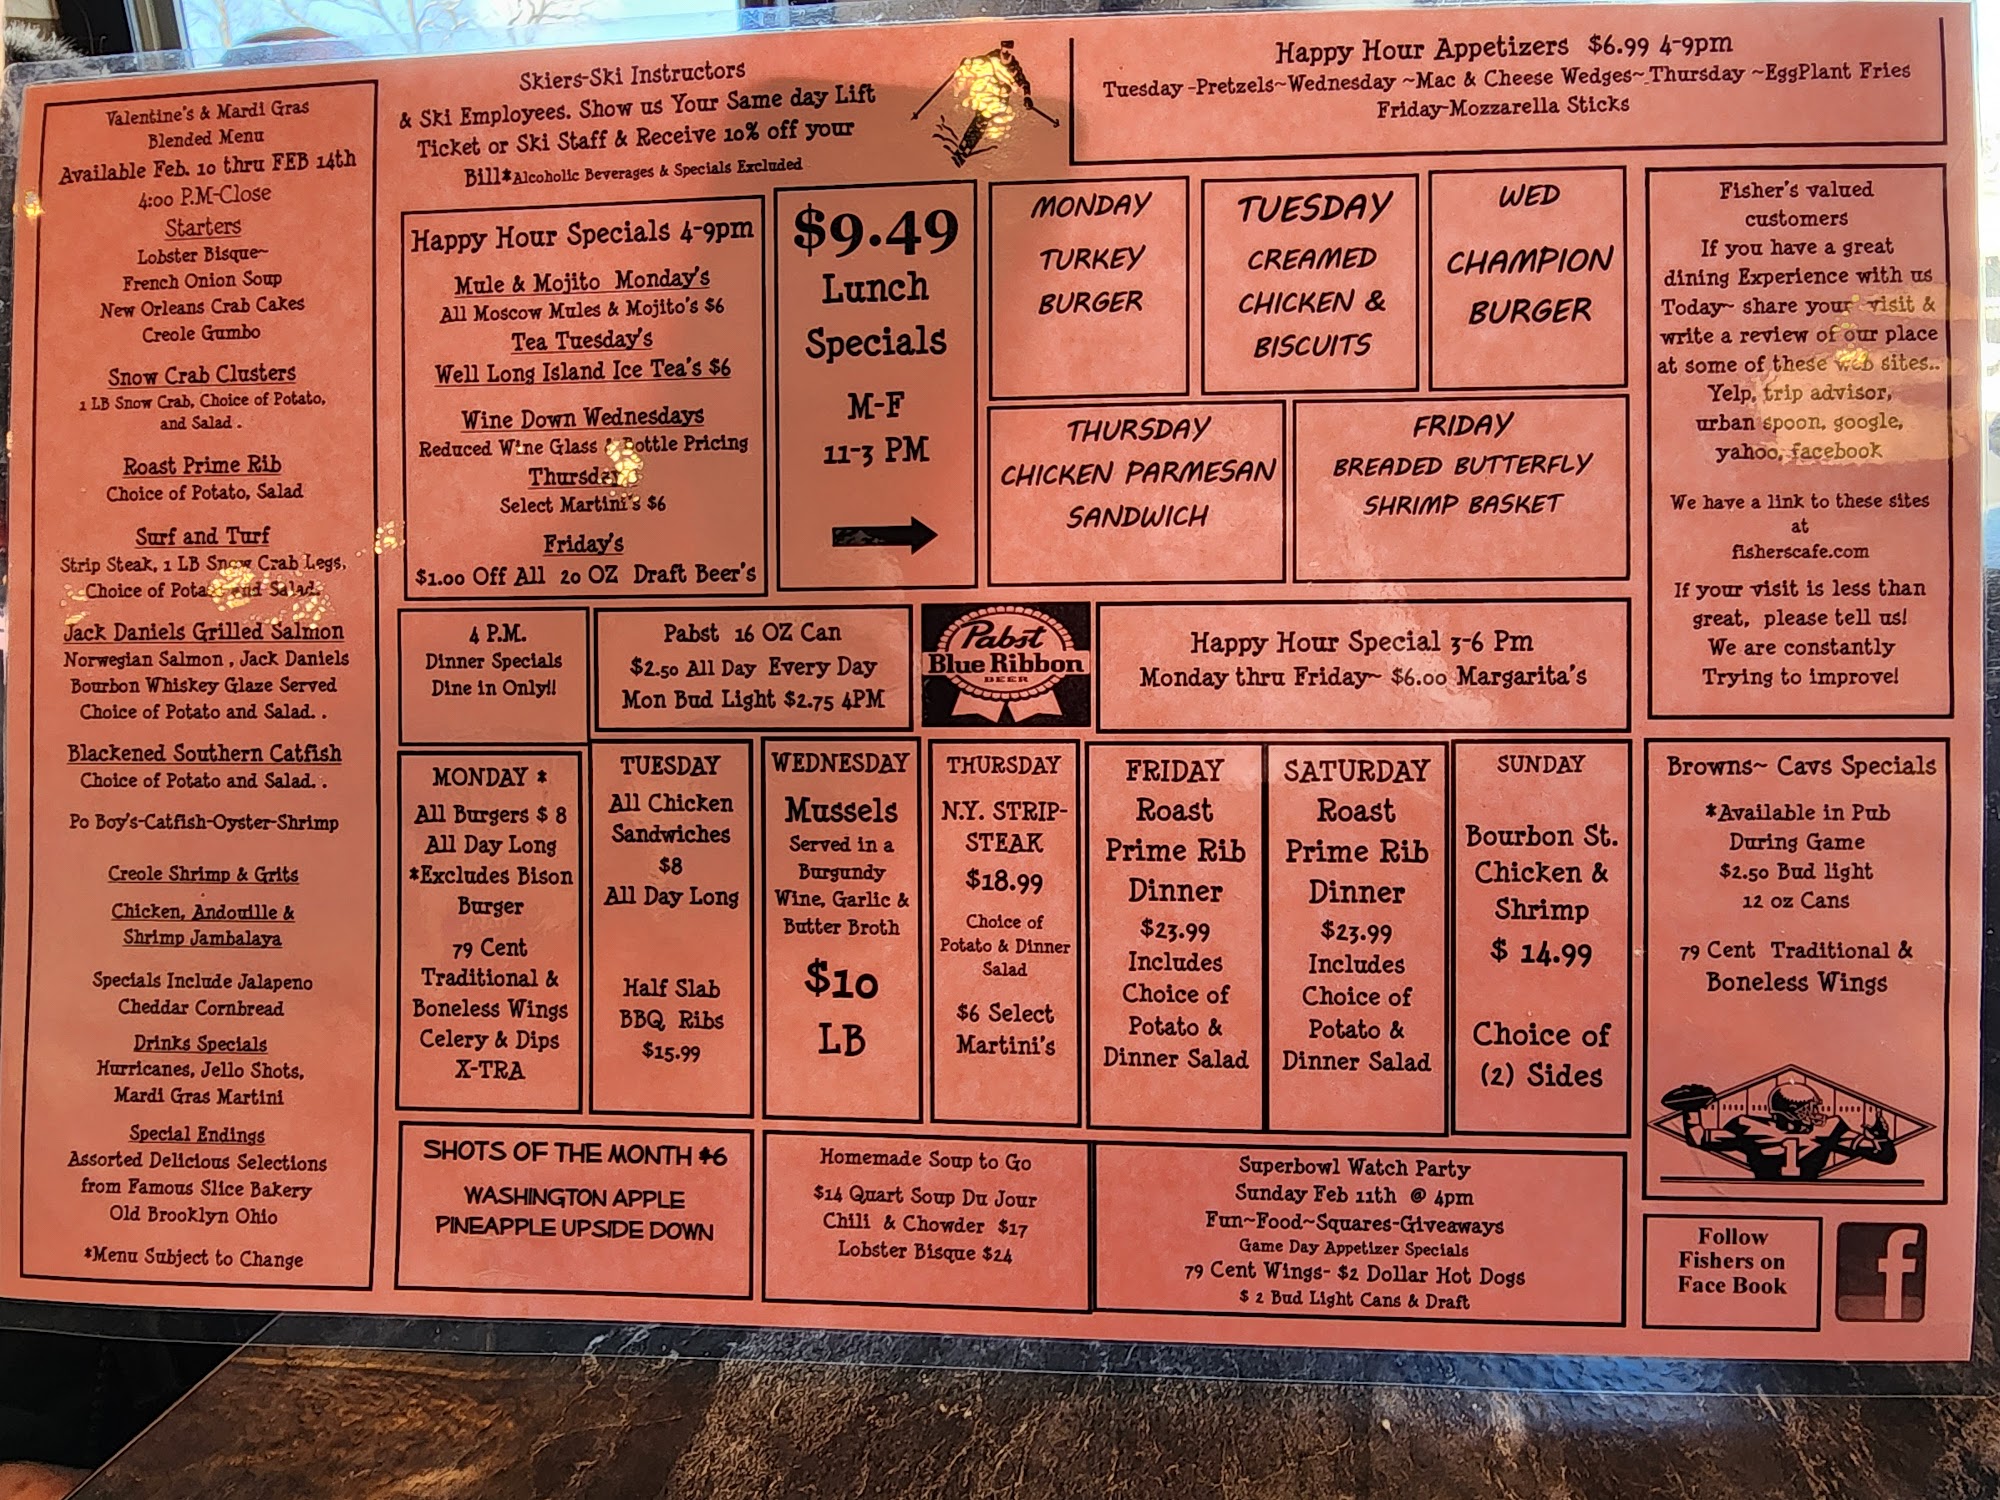 Valentine's & Mardi Gras
Blended Menu
Available Feb. 10 thru FEB 14th
4:00 P.M-Close
Starters
Lobster Bisque~
French Onion Soup
New Orleans Crab Cakes
Creole Gumbo
Snow Crab Clusters
1 LB Snow Crab, Choice of Potato,
and Salad .
Roast Prime Rib
Choice of Potato, Salad
Surf and Turf
Strip Steak, 1 LB Snow Crab Legs,
Choice of Potato and Salad.
Jack Daniels Grilled Salmon
Norwegian Salmon , Jack Daniels
Bourbon Whiskey Glaze Served
Choice of Potato and Salad. .
Blackened Southern Catfish
Choice of Potato and Salad. .
Po Boy's-Catfish-Oyster-Shrimp
Creole Shrimp & Grits
Chicken, Andouille &
Shrimp Jambalaya
Specials Include Jalapeno
Cheddar Cornbread
Drinks Specials
Hurricanes, Jello Shots,
Mardi Gras Martini
Special Endings
Assorted Delicious Selections
from Famous Slice Bakery
Old Brooklyn Ohio
*Menu Subject to Change
Skiers-Ski Instructors
& Ski Employees. Show us Your Same day Lift
Ticket or Ski Staff & Receive 10% off your
Bill*Alcoholic Beverages & Specials Excluded
Happy Hour Appetizers $6.99 4-9pm
Tuesday -Pretzels~Wednesday ~Mac & Cheese Wedges~ Thursday ~EggPlant Fries
Friday-Mozzarella Sticks
Happy Hour Specials 4-9pm
Mule & Mojito Monday's
All Moscow Mules & Mojito's $6
Tea Tuesday's
Well Long Island Ice Tea's $6
Wine Down Wednesdays
Reduced Wine Glass & Bottle Pricing
Thursday's
Select Martini's $6
Friday's
$1.00 Off All 20 OZ Draft Beer's
$9.49
Lunch
Specials
M-F
11-3 PM
MONDAY
TURKEY
BURGER
TUESDAY
CREAMED
CHICKEN &
BISCUITS
WED
CHAMPION
BURGER
THURSDAY
CHICKEN PARMESAN
SANDWICH
FRIDAY
BREADED BUTTERFLY
SHRIMP BASKET
Fisher's valued
customers
If you have a great
dining Experience with us
Today~ share your visit &
write a review of our place
at some of these web sites..
Yelp, trip advisor,
urban spoon, google,
yahoo, facebook
We have a link to these sites
at
fisherscafe.com
If your visit is less than
great, please tell us!
We are constantly
Trying to improve!
4 P.M.
Dinner Specials
Dine in Only!!
Pabst 16 OZ Can
$2.50 All Day Every Day
Mon Bud Light $2.75 4PM
Pabst
Blue Ribbon
BEER
Happy Hour Special 3-6 Pm
Monday thru Friday~ $6.00 Margarita's
MONDAY *
All Burgers $ 8
All Day Long
*Excludes Bison
Burger
79 Cent
Traditional &
Boneless Wings
Celery & Dips
X-TRA
TUESDAY
All Chicken
Sandwiches
$8
All Day Long
Half Slab
BBQ Ribs
$15.99
WEDNESDAY
Mussels
Served in a
Burgundy
Wine, Garlic &
Butter Broth
$10
LB
THURSDAY
N.Y. STRIP-
STEAK
$18.99
Choice of
Potato & Dinner
Salad
$6 Select
Martini's
FRIDAY
Roast
Prime Rib
Dinner
$23.99
Includes
Choice of
Potato &
Dinner Salad
SATURDAY
Roast
Prime Rib
Dinner
$23.99
Includes
Choice of
Potato &
Dinner Salad
SUNDAY
Bourbon St.
Chicken &
Shrimp
$ 14.99
Choice of
(2) Sides
Browns~ Cavs Specials
*Available in Pub
During Game
$2.50 Bud light
12 oz Cans
79 Cent Traditional &
Boneless Wings
1
SHOTS OF THE MONTH $6
WASHINGTON APPLE
PINEAPPLE UPSIDE DOWN
Homemade Soup to Go
$14 Quart Soup Du Jour
Chili & Chowder $17
Lobster Bisque $24
Superbowl Watch Party
Sunday Feb 11th @ 4pm
Fun~Food~Squares-Giveaways
Game Day Appetizer Specials
79 Cent Wings- $2 Dollar Hot Dogs
$ 2 Bud Light Cans & Draft
Follow
Fishers on
Face Book
f